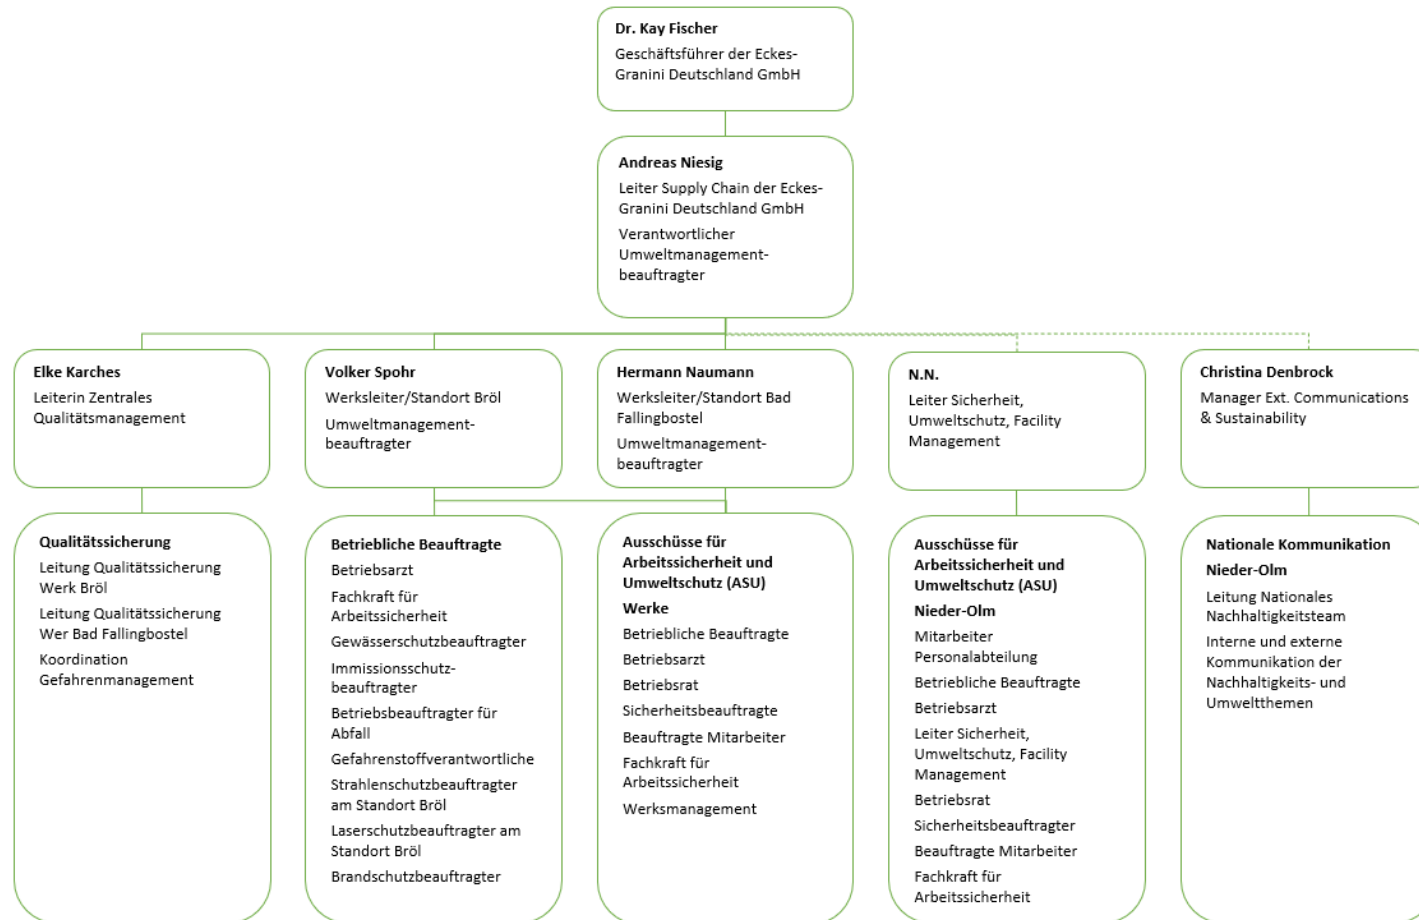 Dr. Kay Fischer
Geschäftsführer der Eckes-
Granini Deutschland GmbH
Andreas Niesig
Leiter Supply Chain der Eckes-
Granini Deutschland GmbH
Verantwortlicher
Umweltmanagement-
beauftragter
Elke Karches
Leiterin Zentrales
Qualitätsmanagement
Volker Spohr
Werksleiter/Standort Bröl
Umweltmanagement-
beauftragter
Hermann Naumann
Werksleiter/Standort Bad
Fallingbostel
Umweltmanagement-
beauftragter
N.N.
Leiter Sicherheit,
Umweltschutz, Facility
Management
Christina Denbrock
Manager Ext. Communications
& Sustainability
Qualitätssicherung
Leitung Qualitätssicherung
Werk Bröl
Leitung Qualitätssicherung
Wer Bad Fallingbostel
Koordination
Gefahrenmanagement
Betriebliche Beauftragte
Betriebsarzt
Fachkraft für
Arbeitssicherheit
Gewässerschutzbeauftragter
Immissionsschutz-
beauftragter
Betriebsbeauftragter für
Abfall
Gefahrenstoffverantwortliche
Strahlenschutzbeauftragter
am Standort Bröl
Laserschutzbeauftragter am
Standort Bröl
Brandschutzbeauftragter
Ausschüsse für
Arbeitssicherheit und
Umweltschutz (ASU)
Werke
Betriebliche Beauftragte
Betriebsarzt
Betriebsrat
Sicherheitsbeauftragte
Beauftragte Mitarbeiter
Fachkraft für
Arbeitssicherheit
Werksmanagement
Ausschüsse für
Arbeitssicherheit und
Umweltschutz (ASU)
Nieder-Olm
Mitarbeiter
Personalabteilung
Betriebliche Beauftragte
Betriebsarzt
Leiter Sicherheit,
Umweltschutz, Facility
Management
Betriebsrat
Sicherheitsbeauftragter
Beauftragte Mitarbeiter
Fachkraft für
Arbeitssicherheit
Nationale Kommunikation
Nieder-Olm
Leitung Nationales
Nachhaltigkeitsteam
Interne und externe
Kommunikation der
Nachhaltigkeits- und
Umweltthemen